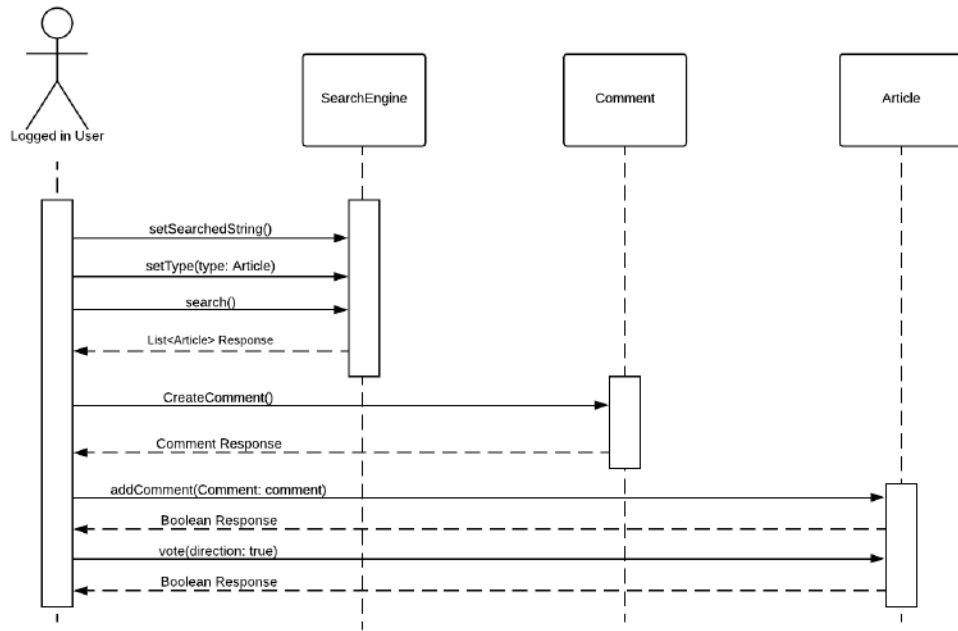 SearchEngine
Comment
Article
Logged in User
setSearchedString()
setType(type: Article)
search()
List<Article> Response
CreateComment()
Comment Response
addComment(Comment: comment)
Boolean Response
vote(direction: true)
Boolean Response